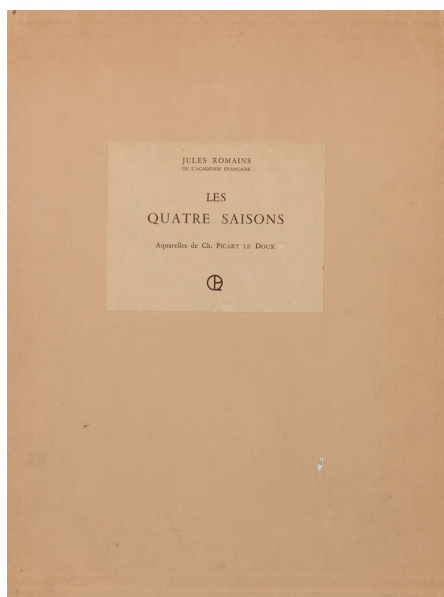 JULES ROMAINS
DE L'ACADÉMIE FRANÇAISE
LES
QUATRE SAISONS
Aquarelles de Ch. PICART LE DOUX